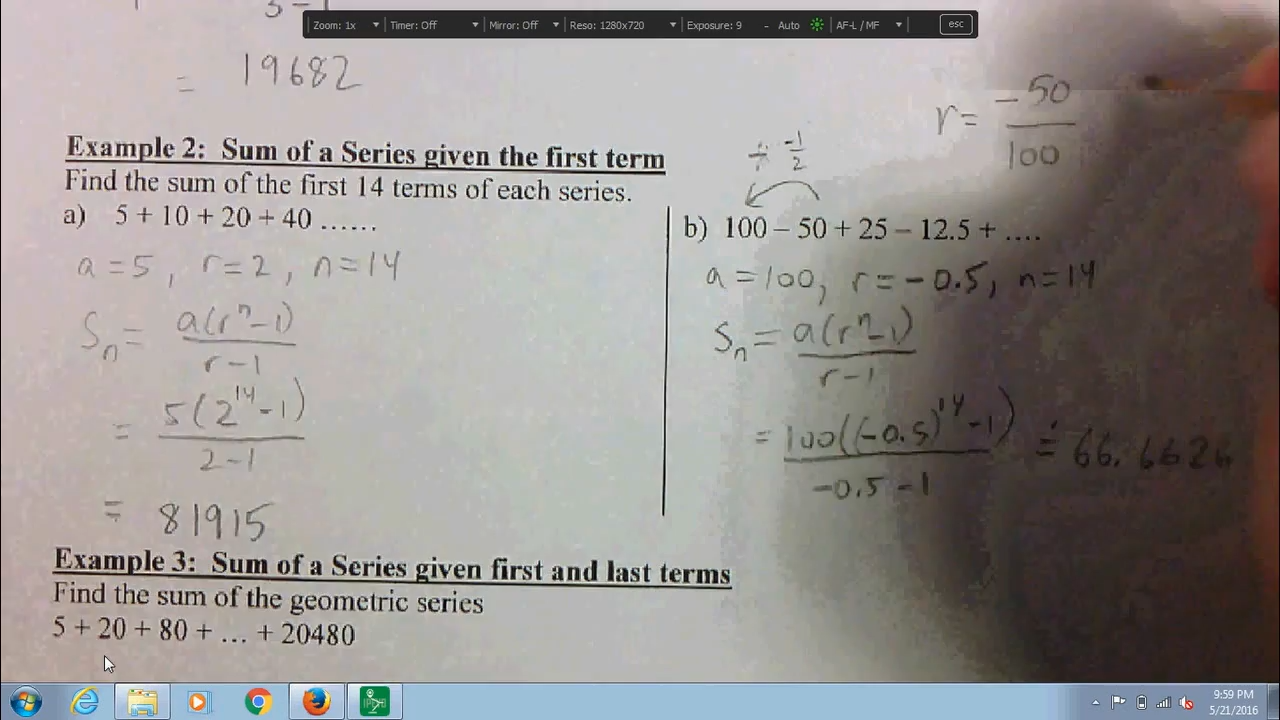 3 – 1
Zoom: 1x Timer: Off Mirror: Off Reso: 1280x720 Exposure: 9 - Auto AF-L / MF esc
= 19682
r = -50/100
Example 2: Sum of a Series given the first term
÷ -1/2
Find the sum of the first 14 terms of each series.
a) 5 + 10 + 20 + 40 ......
a = 5, r = 2, n = 14
Sn = a(rⁿ-1)/r-1
= 5(2¹⁴-1)/2-1
= 81915
b) 100 – 50 + 25 – 12.5 + ....
a = 100, r = -0.5, n = 14
Sn = a(rⁿ-1)/r-1
= 100((-0.5)¹⁴-1)/-0.5-1 ≐ 66.6626
Example 3: Sum of a Series given first and last terms
Find the sum of the geometric series
5 + 20 + 80 + ... + 20480
9:59 PM
5/21/2016